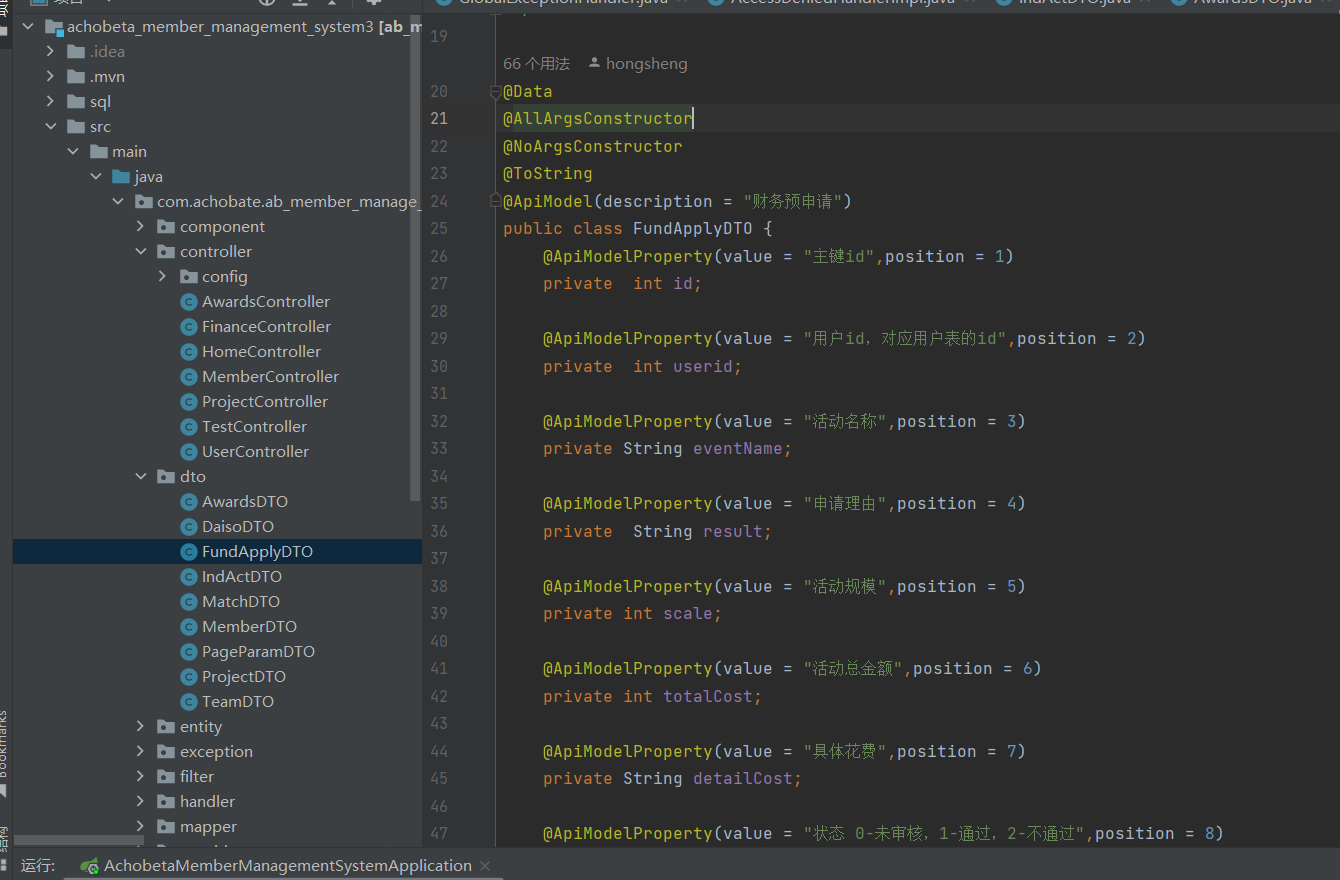 项目
GlobalExceptionHandler.java
AccessDeniedHandlerImpl.java
IndActDTO.java
AwardsDTO.java
achobeta_member_management_system3 [ab_m
.idea
.mvn
sql
src
main
java
com.achobate.ab_member_manage_
component
controller
config
AwardsController
FinanceController
HomeController
MemberController
ProjectController
TestController
UserController
dto
AwardsDTO
DaisoDTO
FundApplyDTO
IndActDTO
MatchDTO
MemberDTO
PageParamDTO
ProjectDTO
TeamDTO
entity
exception
filter
handler
mapper
Bookmarks
结构
19
66 个用法 hongsheng
20 @Data
21 @AllArgsConstructor
22 @NoArgsConstructor
23 @ToString
24 @ApiModel(description = "财务预申请")
25 public class FundApplyDTO {
26 @ApiModelProperty(value = "主键id",position = 1)
27 private  int id;
28
29 @ApiModelProperty(value = "用户id, 对应用户表的id",position = 2)
30 private  int userid;
31
32 @ApiModelProperty(value = "活动名称",position = 3)
33 private String eventName;
34
35 @ApiModelProperty(value = "申请理由",position = 4)
36 private  String result;
37
38 @ApiModelProperty(value = "活动规模",position = 5)
39 private int scale;
40
41 @ApiModelProperty(value = "活动总金额",position = 6)
42 private int totalCost;
43
44 @ApiModelProperty(value = "具体花费",position = 7)
45 private String detailCost;
46
47 @ApiModelProperty(value = "状态 0-未审核, 1-通过, 2-不通过",position = 8)
运行: AchobetaMemberManagementSystemApplication